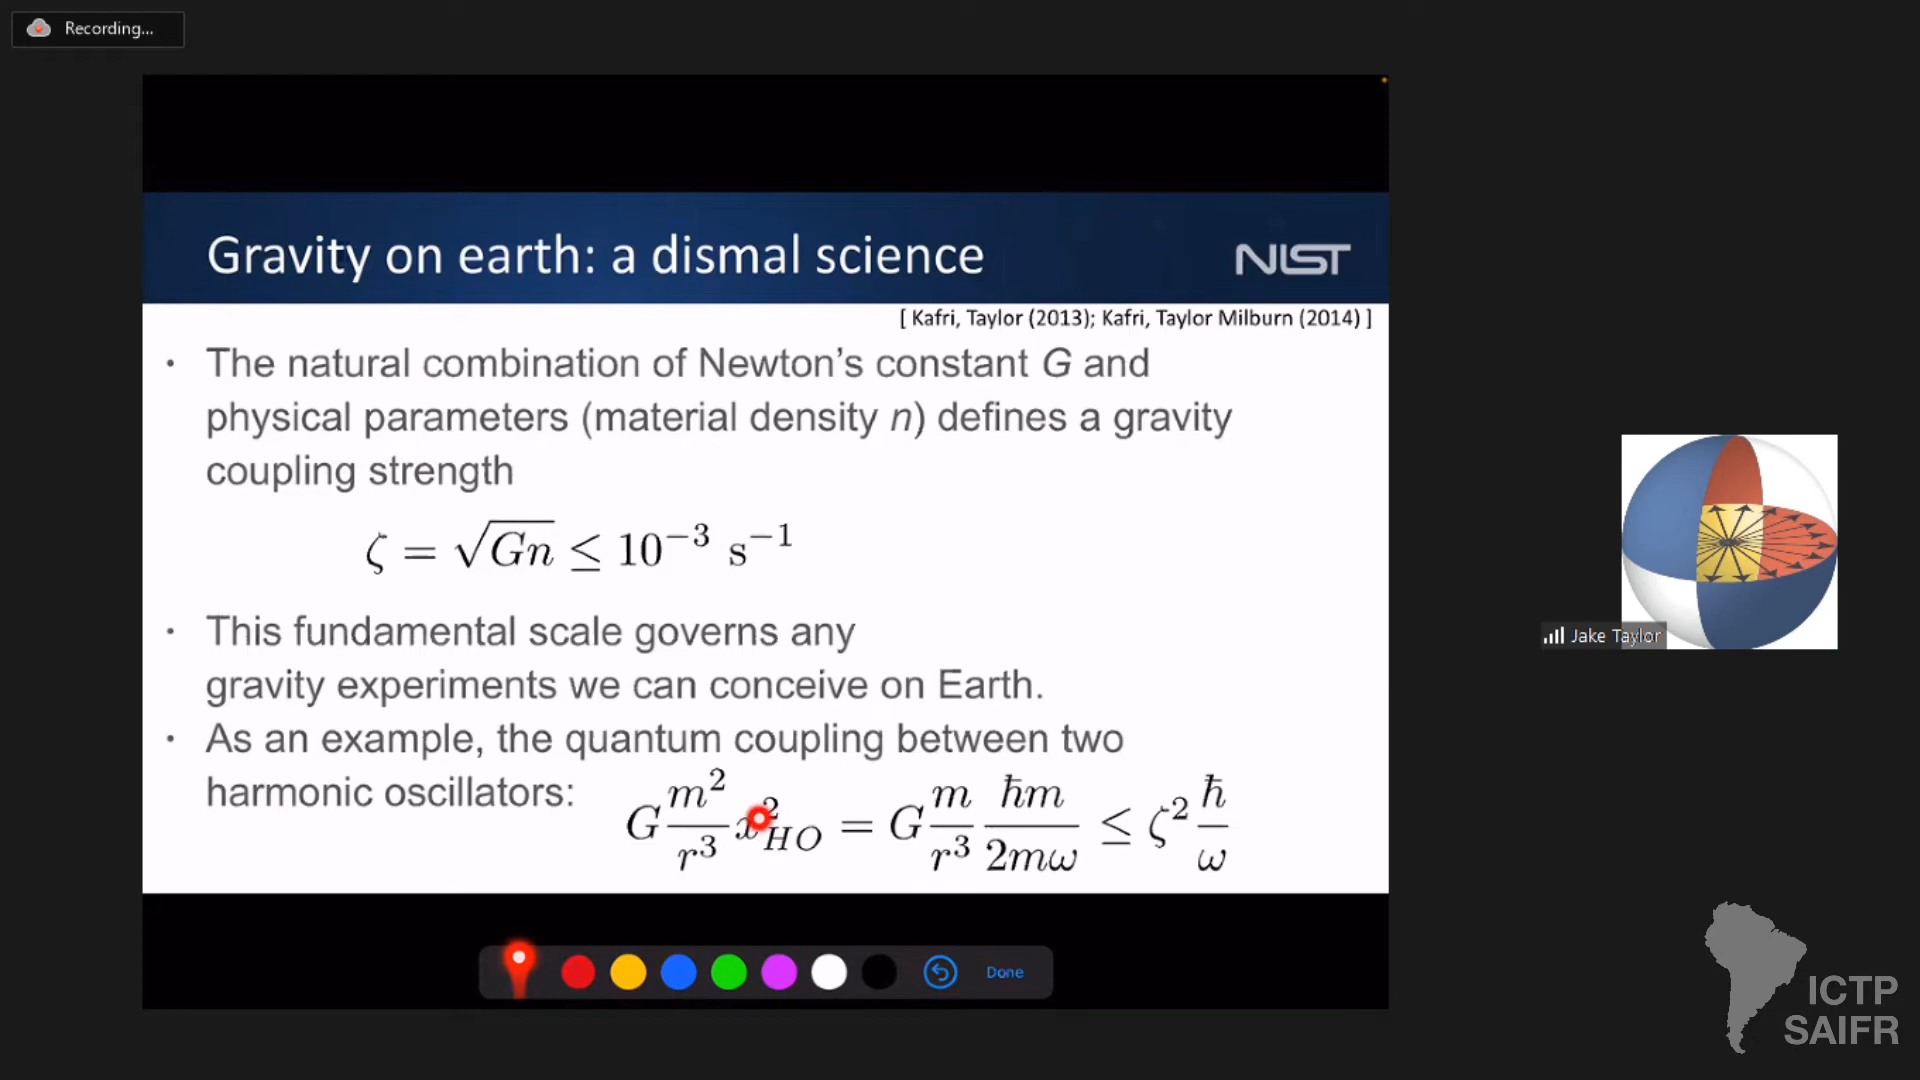 Recording...
Gravity on earth: a dismal science
NIST
[ Kafri, Taylor (2013); Kafri, Taylor Milburn (2014) ]
· The natural combination of Newton’s constant G and
physical parameters (material density n) defines a gravity
coupling strength
ζ = √Gn ≤ 10⁻³ s⁻¹
· This fundamental scale governs any
gravity experiments we can conceive on Earth.
· As an example, the quantum coupling between two
harmonic oscillators: G m²/r³ x²_HO = G m/r³ ħm/2mω ≤ ζ² ħ/ω
Jake Taylor
Done
ICTP
SAIFR